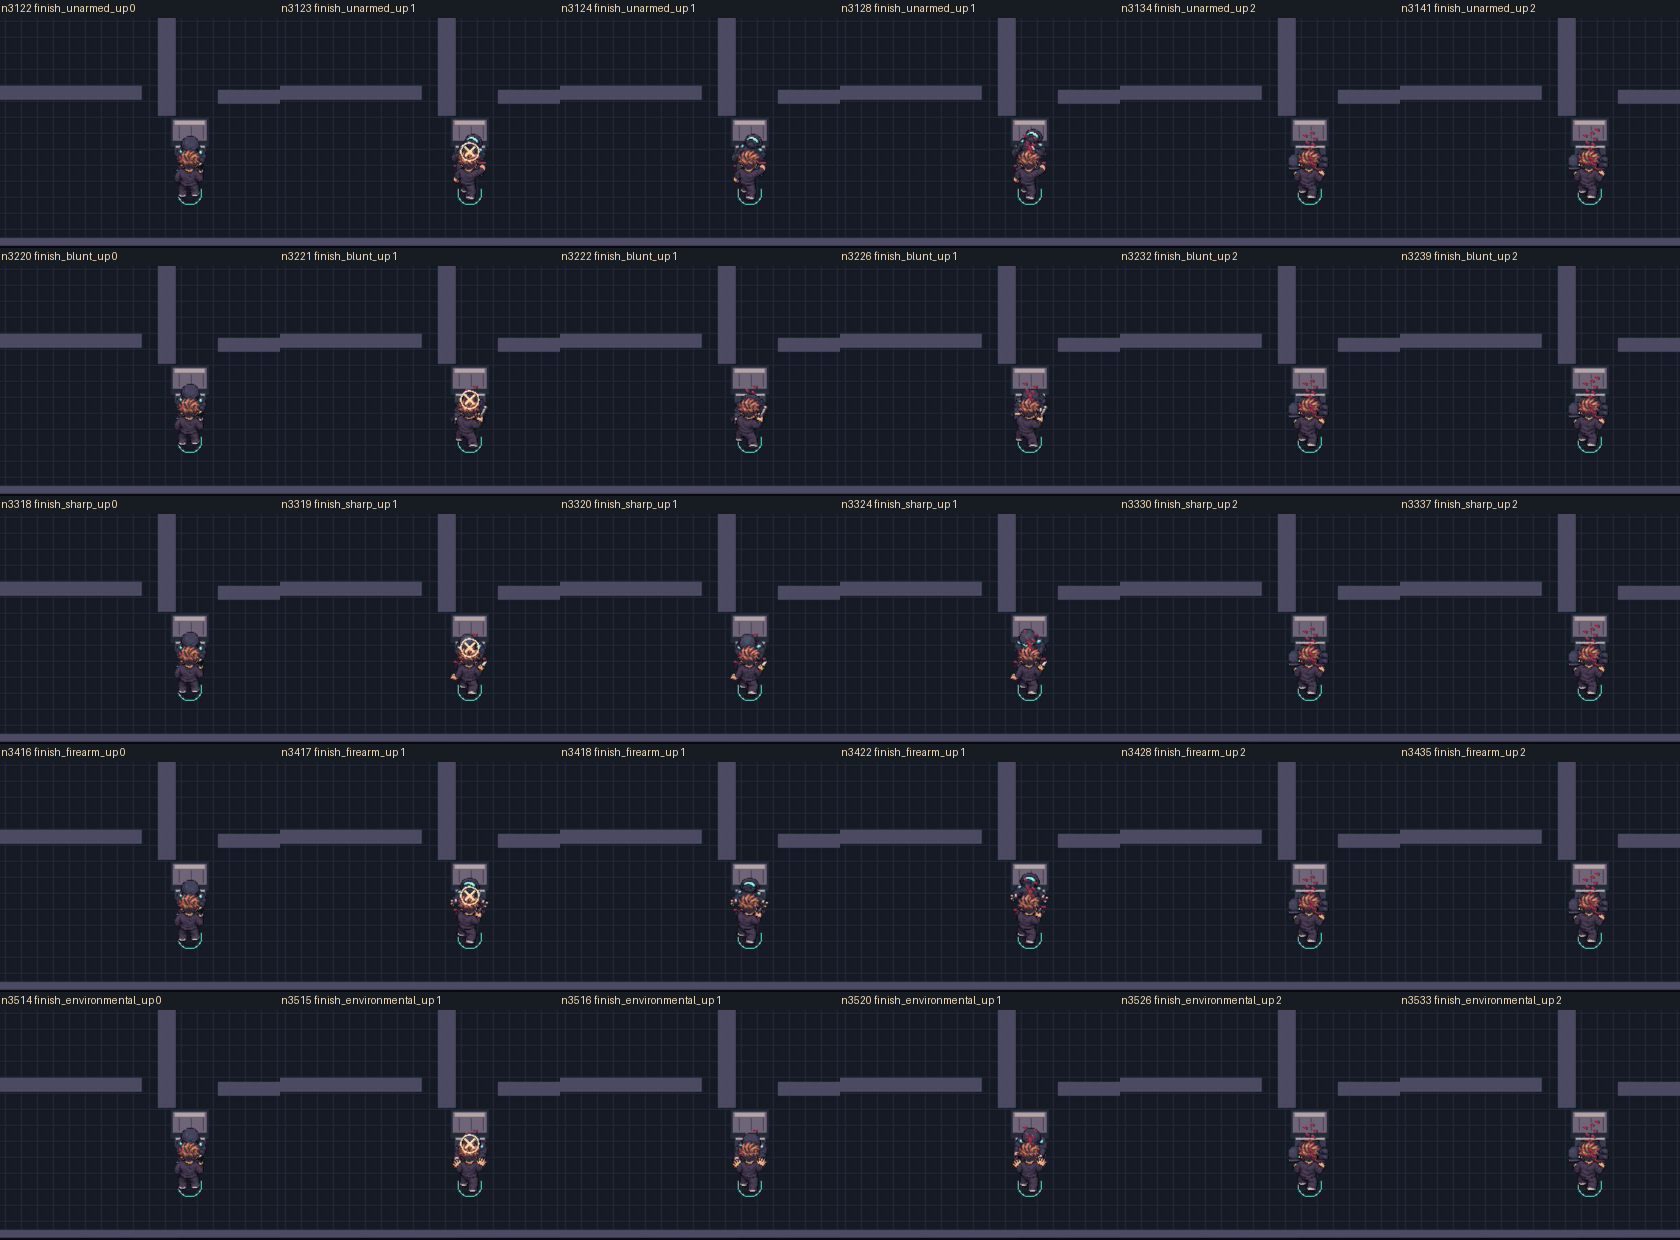 n3122 finish_unarmed_up 0
n3123 finish_unarmed_up 1
n3124 finish_unarmed_up 1
n3128 finish_unarmed_up 1
n3134 finish_unarmed_up 2
n3141 finish_unarmed_up 2
n3220 finish_blunt_up 0
n3221 finish_blunt_up 1
n3222 finish_blunt_up 1
n3226 finish_blunt_up 1
n3232 finish_blunt_up 2
n3239 finish_blunt_up 2
n3318 finish_sharp_up 0
n3319 finish_sharp_up 1
n3320 finish_sharp_up 1
n3324 finish_sharp_up 1
n3330 finish_sharp_up 2
n3337 finish_sharp_up 2
n3416 finish_firearm_up 0
n3417 finish_firearm_up 1
n3418 finish_firearm_up 1
n3422 finish_firearm_up 1
n3428 finish_firearm_up 2
n3435 finish_firearm_up 2
n3514 finish_environmental_up 0
n3515 finish_environmental_up 1
n3516 finish_environmental_up 1
n3520 finish_environmental_up 1
n3526 finish_environmental_up 2
n3533 finish_environmental_up 2